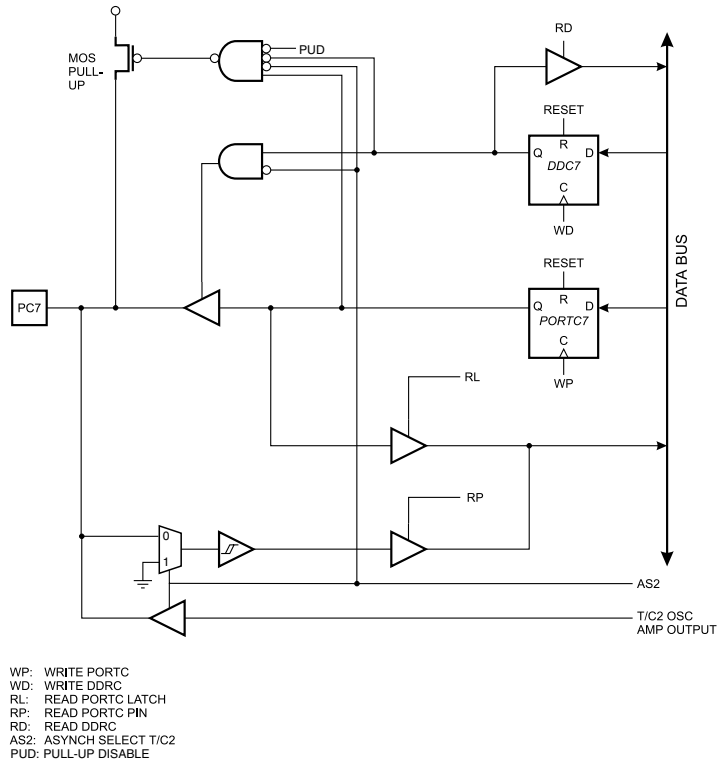 MOS
PULL-
UP
PUD
RD
RESET
R
Q
D
DDC7
C
WD
RESET
PC7
R
Q
D
PORTC7
C
WP
DATA BUS
RL
RP
0
1
AS2
T/C2 OSC
AMP OUTPUT
WP: WRITE PORTC
WD: WRITE DDRC
RL: READ PORTC LATCH
RP: READ PORTC PIN
RD: READ DDRC
AS2: ASYNCH SELECT T/C2
PUD: PULL-UP DISABLE